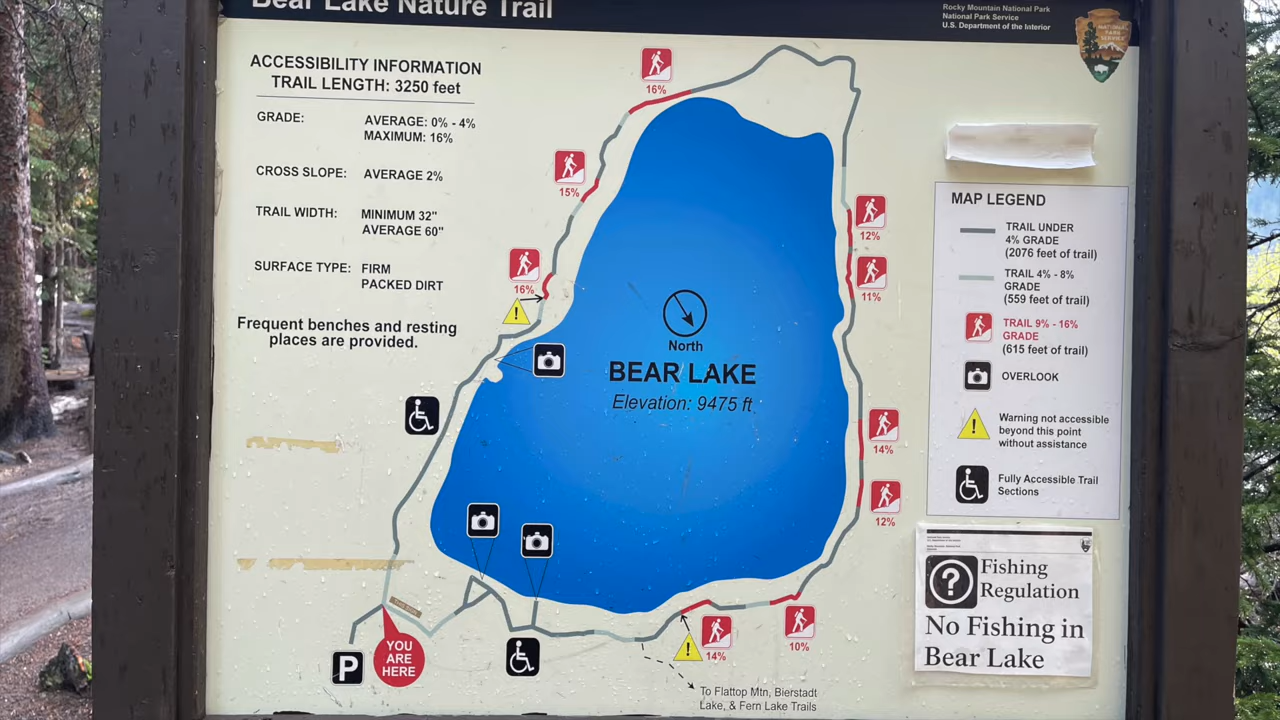 Bear Lake Nature Trail
Rocky Mountain National Park
National Park Service
U.S. Department of the Interior
NATIONAL
PARK
SERVICE
ACCESSIBILITY INFORMATION
TRAIL LENGTH: 3250 feet
GRADE: AVERAGE: 0% - 4%
MAXIMUM: 16%
CROSS SLOPE: AVERAGE 2%
TRAIL WIDTH: MINIMUM 32"
AVERAGE 60"
SURFACE TYPE: FIRM
PACKED DIRT
Frequent benches and resting
places are provided.
16%
15%
16%
!
12%
11%
14%
12%
10%
14%
!
North
BEAR LAKE
Elevation: 9475 ft
P
YOU
ARE
HERE
To Flattop Mtn, Bierstadt
Lake, & Fern Lake Trails
MAP LEGEND
TRAIL UNDER
4% GRADE
(2076 feet of trail)
TRAIL 4% - 8%
GRADE
(559 feet of trail)
TRAIL 9% - 16%
GRADE
(615 feet of trail)
OVERLOOK
!
Warning not accessible
beyond this point
without assistance
Fully Accessible Trail
Sections
?
Fishing
Regulation
No Fishing in
Bear Lake